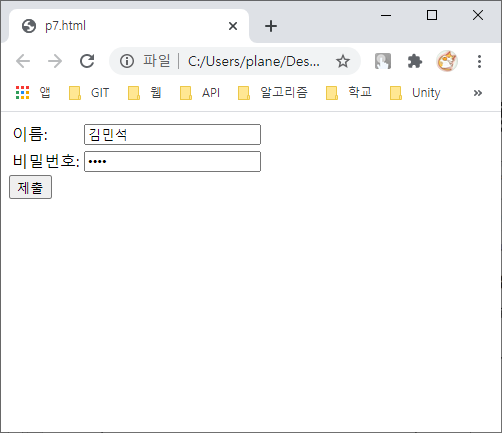 p7.html
파일 C:/Users/plane/Des...
앱 GIT 웹 API 알고리즘 학교 Unity
이름: 김민석
비밀번호: ••••
제출